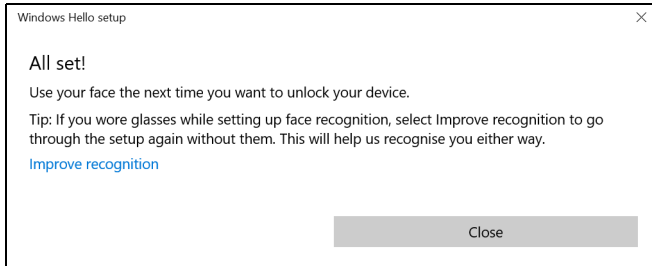 Windows Hello setup
All set!
Use your face the next time you want to unlock your device.
Tip: If you wore glasses while setting up face recognition, select Improve recognition to go
through the setup again without them. This will help us recognise you either way.
Improve recognition
Close